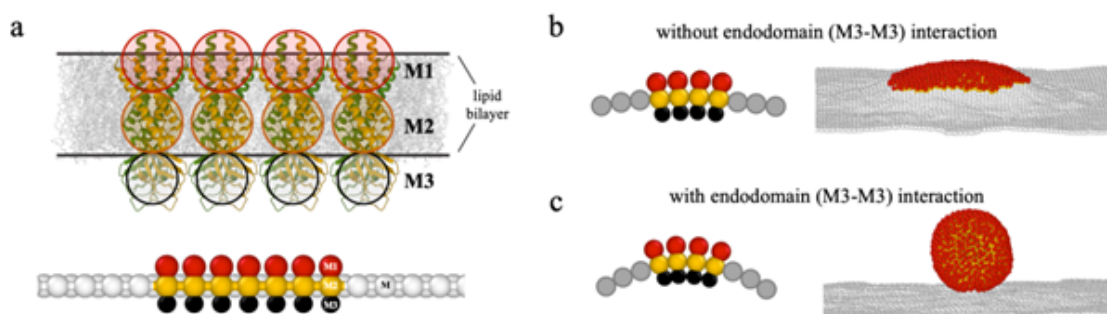 a
M1
M2
M3
lipid
bilayer
M1
M2
M
M3
b
without endodomain (M3-M3) interaction
c
with endodomain (M3-M3) interaction